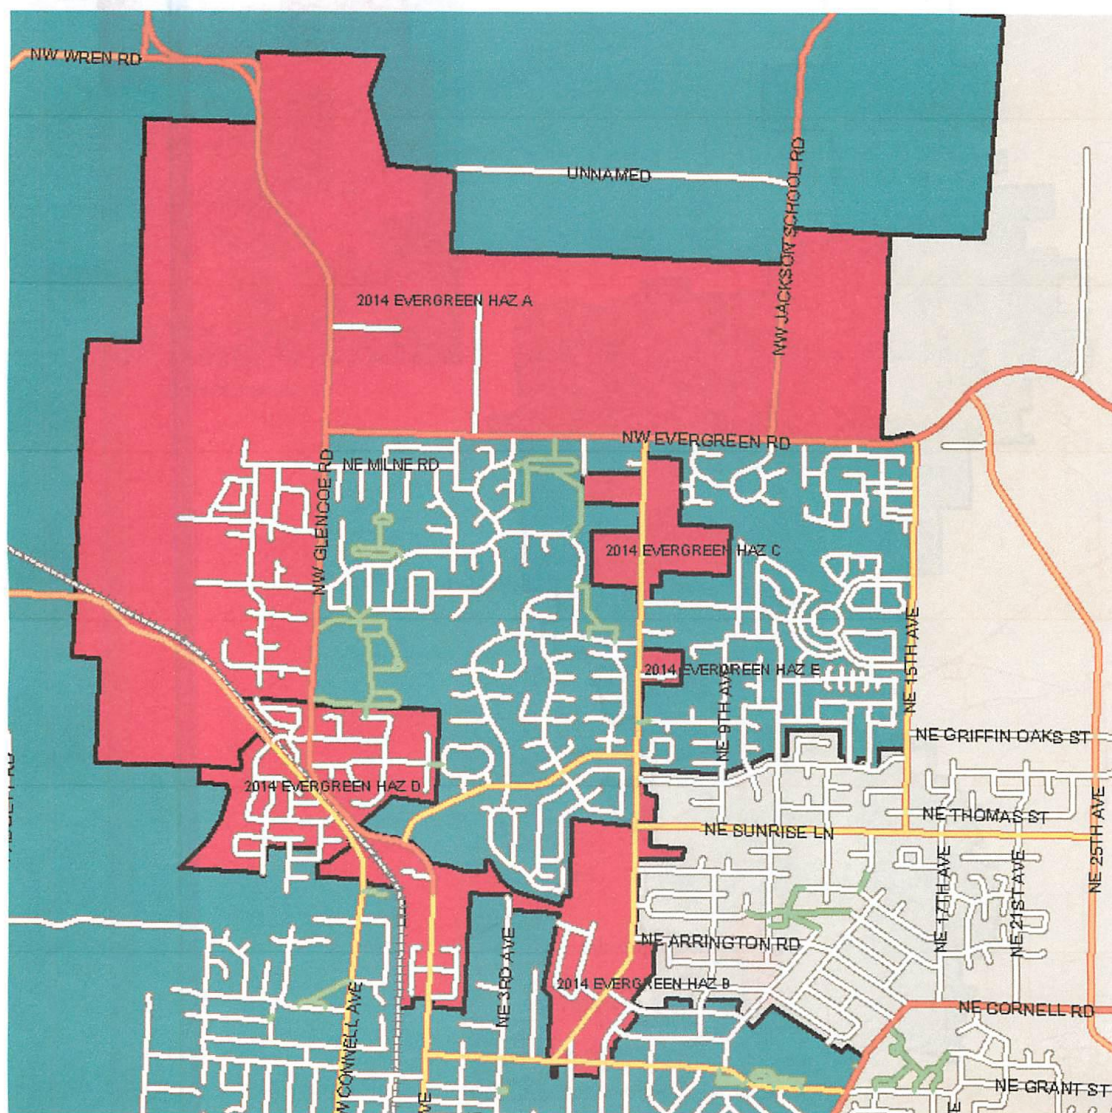 NW WREN RD
UNNAMED
NW JACKSON SCHOOL RD
2014 EVERGREEN HAZ A
NW EVERGREEN RD
NE MILNE RD
NW GLENCOE RD
2014 EVERGREEN HAZ C
NE 15TH AVE
2014 EVERGREEN HAZ E
NE 9TH AVE
NE GRIFFIN OAKS ST
2014 EVERGREEN HAZ D
NE THOMAS ST
NE SUNRISE LN
NE 25TH AVE
NE 17TH AVE
NE 21ST AVE
NE ARRINGTON RD
NE 3RD AVE
2014 EVERGREEN HAZ B
NE CORNELL RD
W CONNELL AVE
NE GRANT ST
VE
E